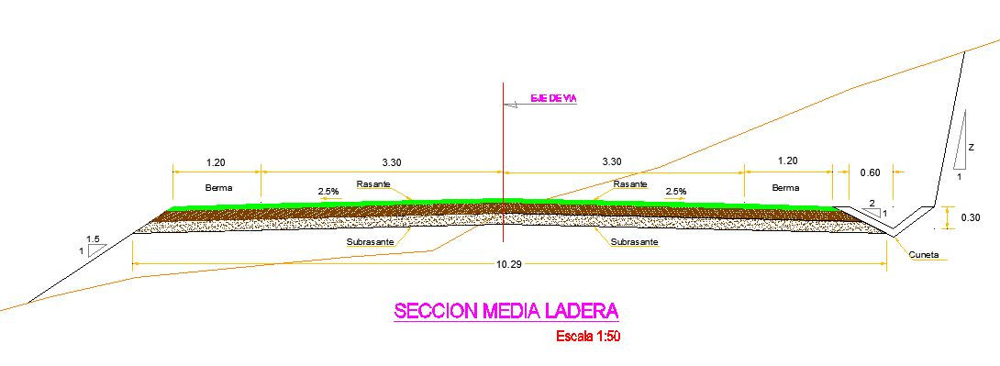 EJE DE VIA
Z
1
1.20
3.30
3.30
1.20
0.60
Berma
2.5%
Rasante
Rasante
2.5%
Berma
2
1
0.30
1.5
1
Subrasante
Subrasante
Cuneta
10.29
SECCION MEDIA LADERA
Escala 1:50